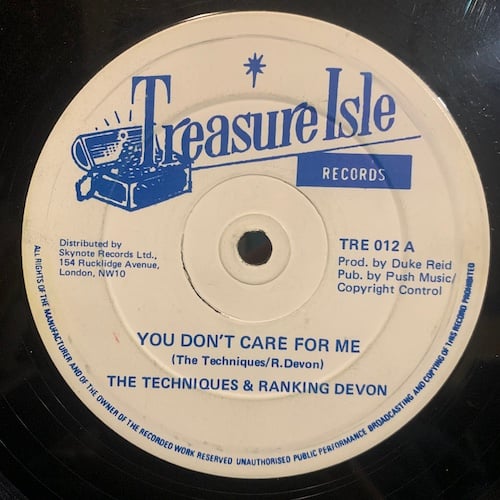 Treasure Isle
RECORDS
Distributed by
Skynote Records Ltd.,
154 Rucklidge Avenue,
London, NW10
TRE 012 A
Prod. by Duke Reid
Pub. by Push Music/
Copyright Control
YOU DON'T CARE FOR ME
(The Techniques/R.Devon)
THE TECHNIQUES & RANKING DEVON
ALL RIGHTS OF THE MANUFACTURER AND OF THE OWNER OF THE RECORDED WORK RESERVED UNAUTHORISED PUBLIC PERFORMANCE BROADCASTING AND COPYING OF THIS RECORD PROHIBITED